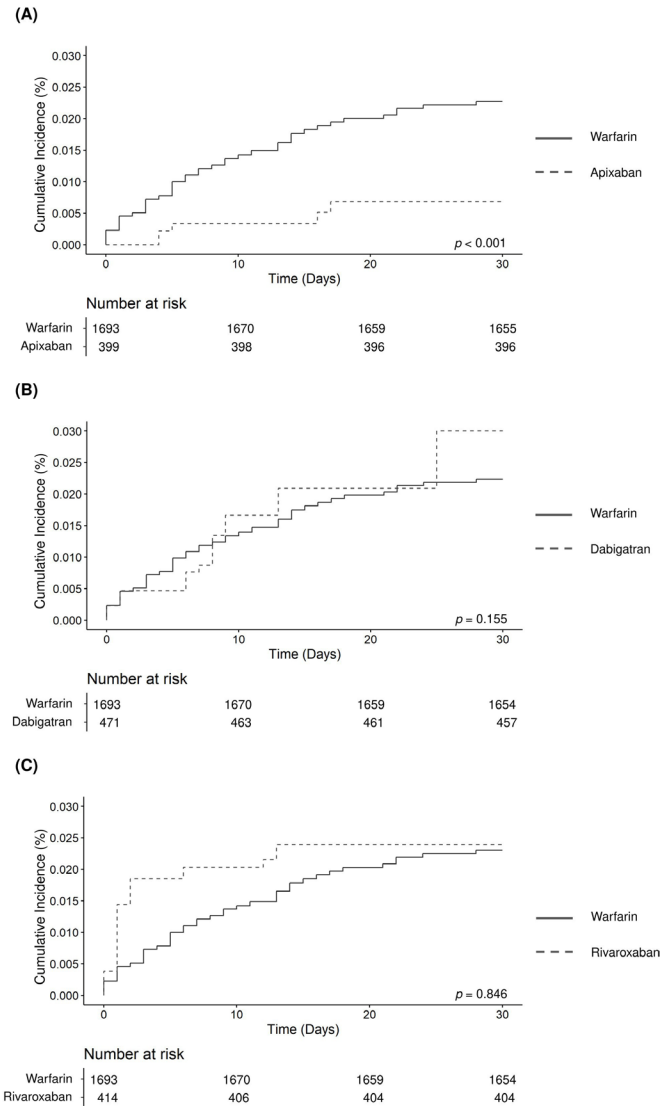 (A)
Cumulative Incidence (%)
0.030
0.025
0.020
0.015
0.010
0.005
0.000
Warfarin
Apixaban
p < 0.001
0 10 20 30
Time (Days)
Number at risk
Warfarin 1693 1670 1659 1655
Apixaban 399 398 396 396
(B)
Cumulative Incidence (%)
0.030
0.025
0.020
0.015
0.010
0.005
0.000
Warfarin
Dabigatran
p = 0.155
0 10 20 30
Time (Days)
Number at risk
Warfarin 1693 1670 1659 1654
Dabigatran 471 463 461 457
(C)
Cumulative Incidence (%)
0.030
0.025
0.020
0.015
0.010
0.005
0.000
Warfarin
Rivaroxaban
p = 0.846
0 10 20 30
Time (Days)
Number at risk
Warfarin 1693 1670 1659 1654
Rivaroxaban 414 406 404 404